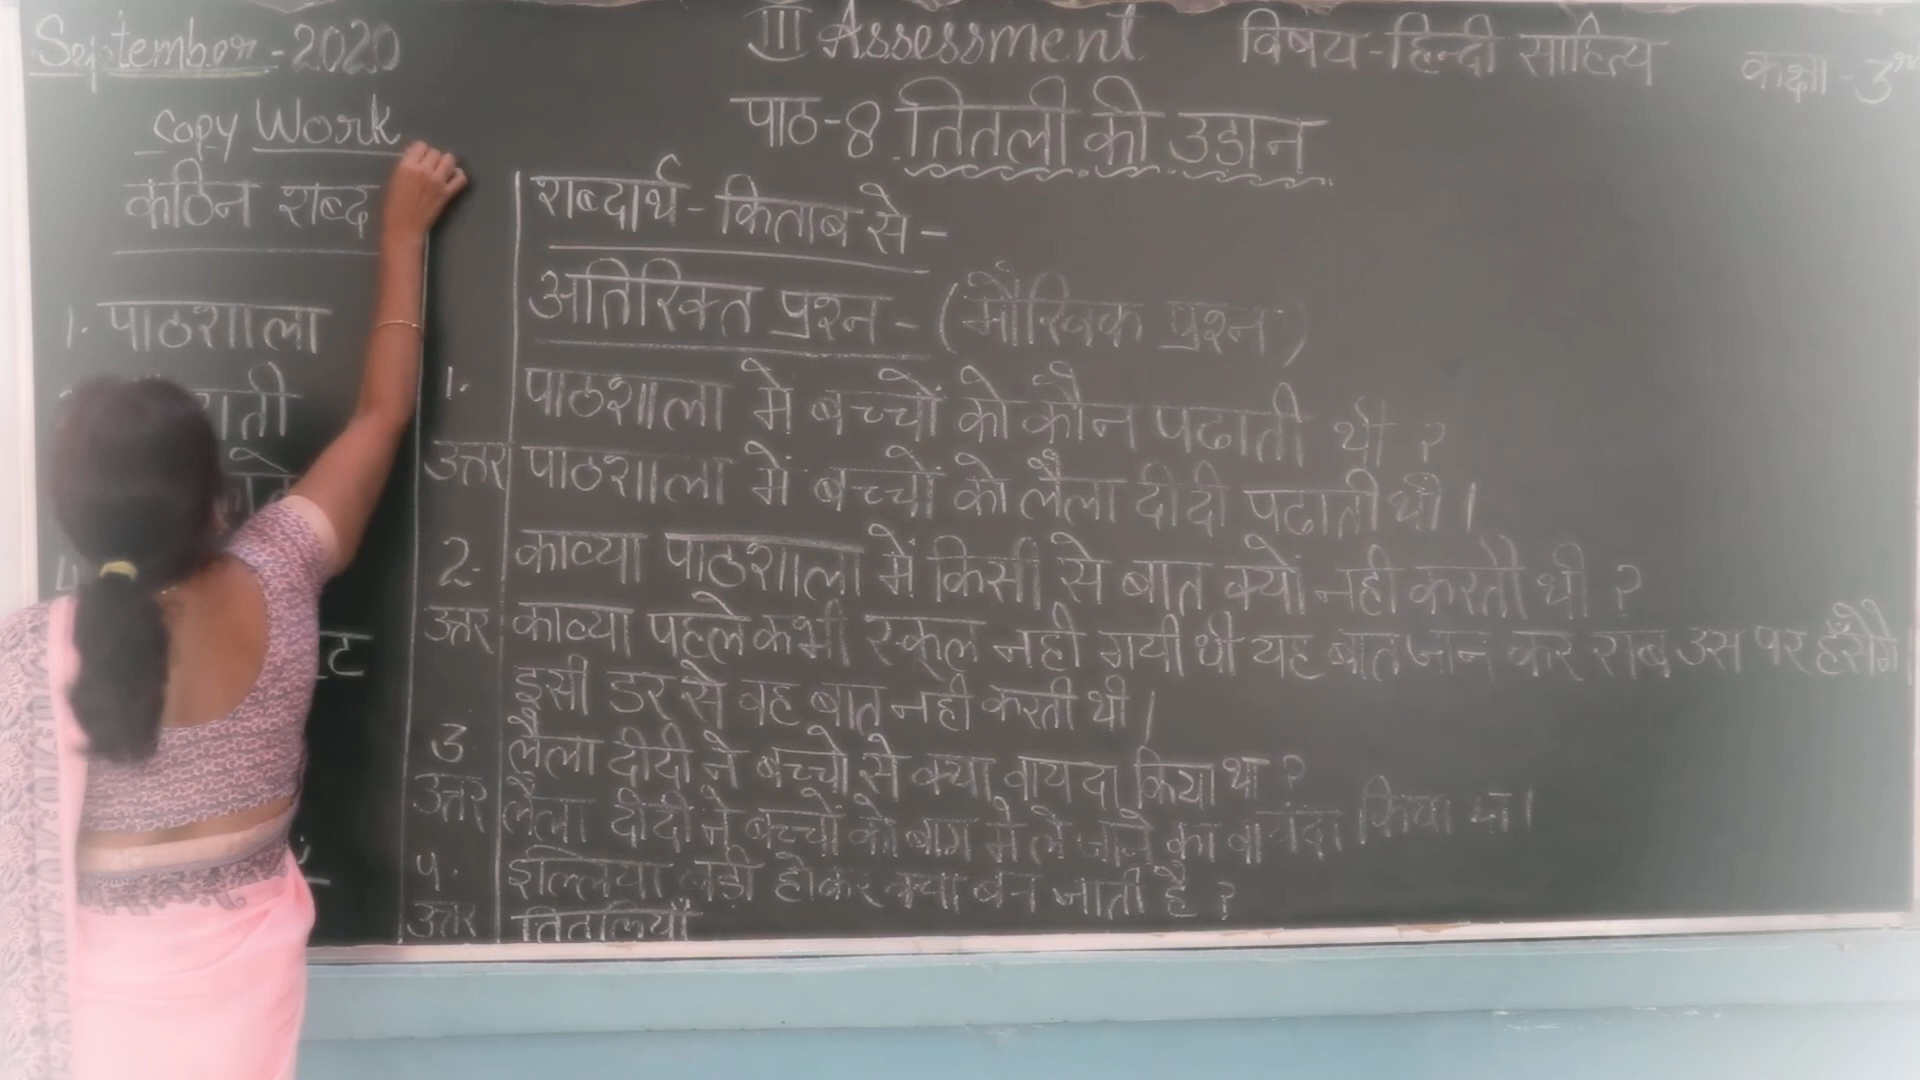 September-2020
III Assessment
विषय-हिन्दी साहित्य
कक्षा-3rd
पाठ-8 तितली की उडान
Copy Work
कठिन शब्द
1. पाठशाला
शब्दार्थ- किताब से -
अतिरिक्त प्रश्न - (मौखिक प्रश्न)
1. पाठशाला में बच्चों को कौन पढाती थी ?
उत्तर पाठशाला में बच्चों को लैला दीदी पढाती थी।
2. काव्या पाठशाला में किसी से बात क्यों नही करती थी ?
उत्तर काव्या पहले कभी स्कूल नही गयी थी यह बात जान कर सब उस पर हँसेंगे
इसी डर से वह बात नही करती थी।
3 लैला दीदी ने बच्चो से क्या वायदा किया था ?
उत्तर लैला दीदी ने बच्चों को बाग मे ले जाने का वायदा किया था।
4. इल्लिया बड़ी होकर क्या बन जाती है ?
उत्तर तितलियाँ